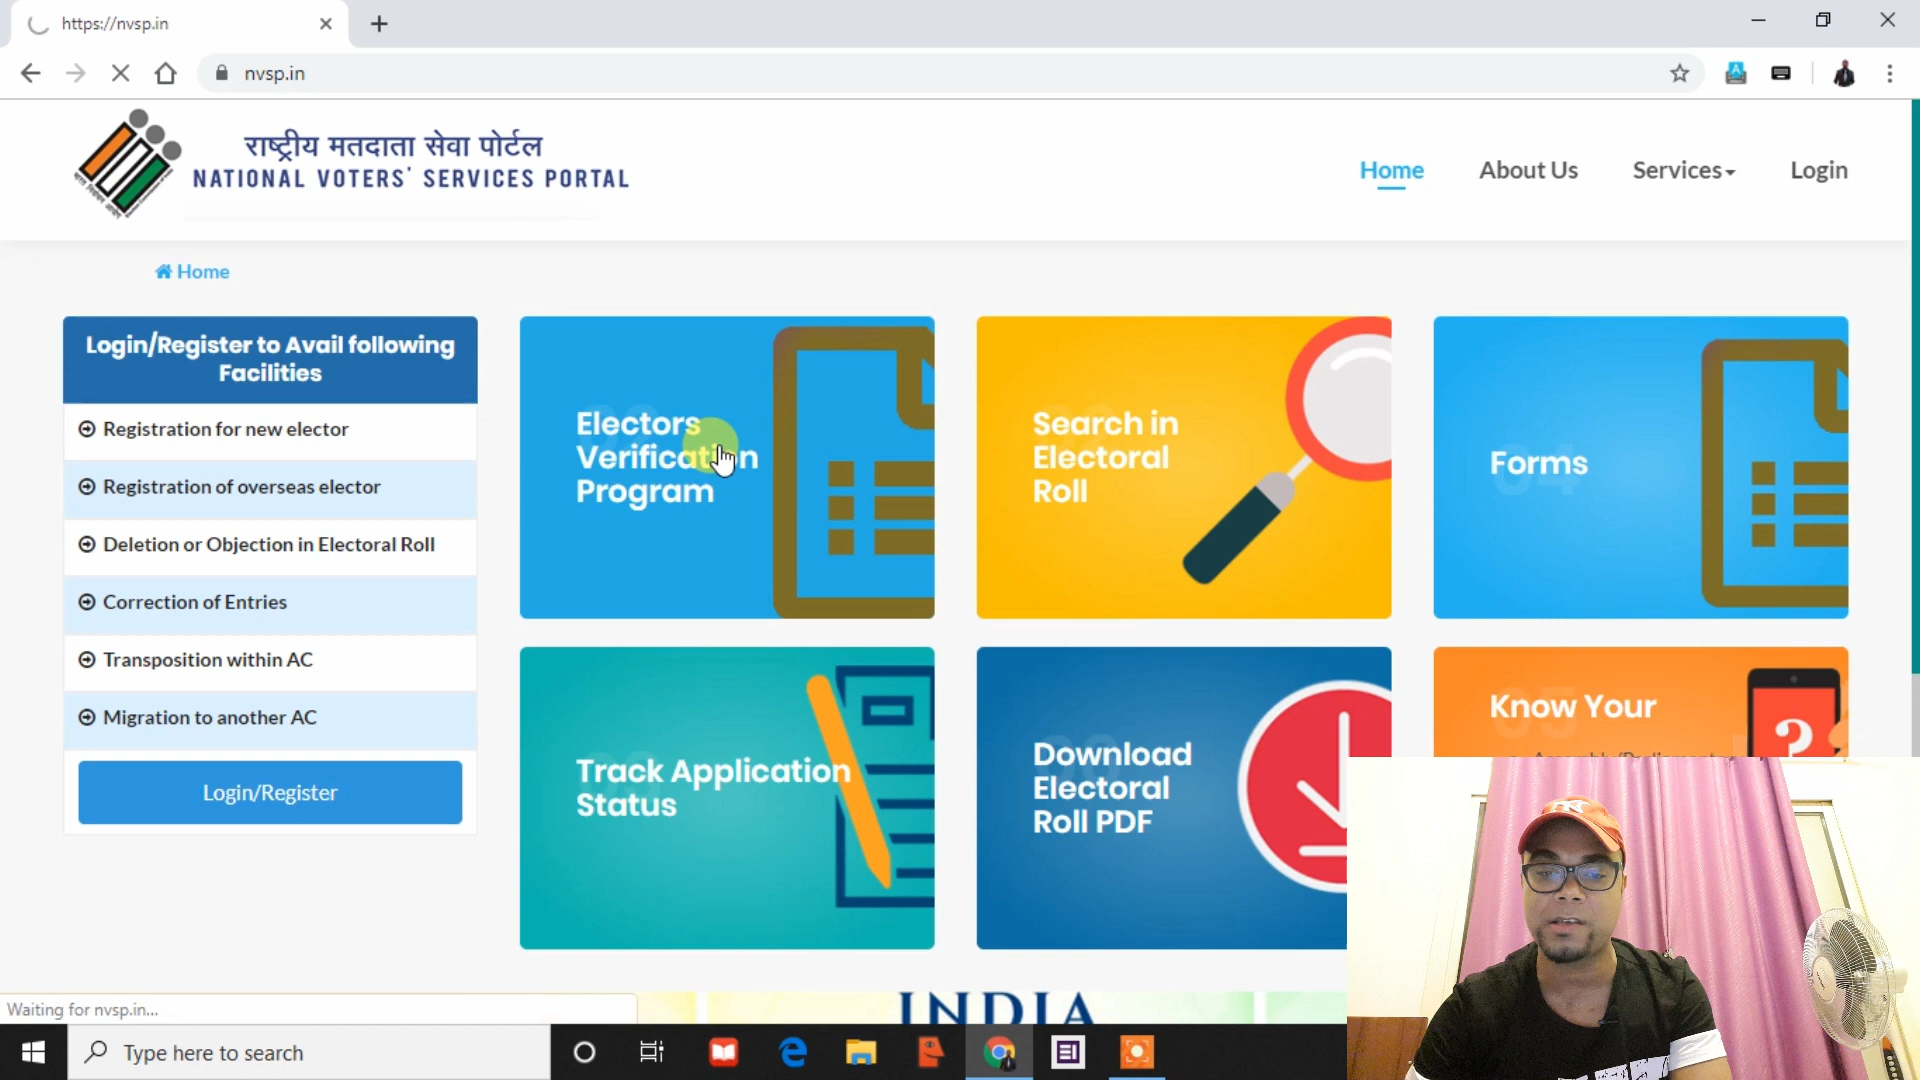 https://nvsp.in
nvsp.in
राष्ट्रीय मतदाता सेवा पोर्टल
NATIONAL VOTERS' SERVICES PORTAL
Home
About Us
Services
Login
Home
Login/Register to Avail following
Facilities
Registration for new elector
Registration of overseas elector
Deletion or Objection in Electoral Roll
Correction of Entries
Transposition within AC
Migration to another AC
Login/Register
Electors
Verification
Program
Search in
Electoral
Roll
04
Forms
Track Application
Status
Download
Electoral
Roll PDF
05
Know Your
Waiting for nvsp.in...
INDIA
Type here to search